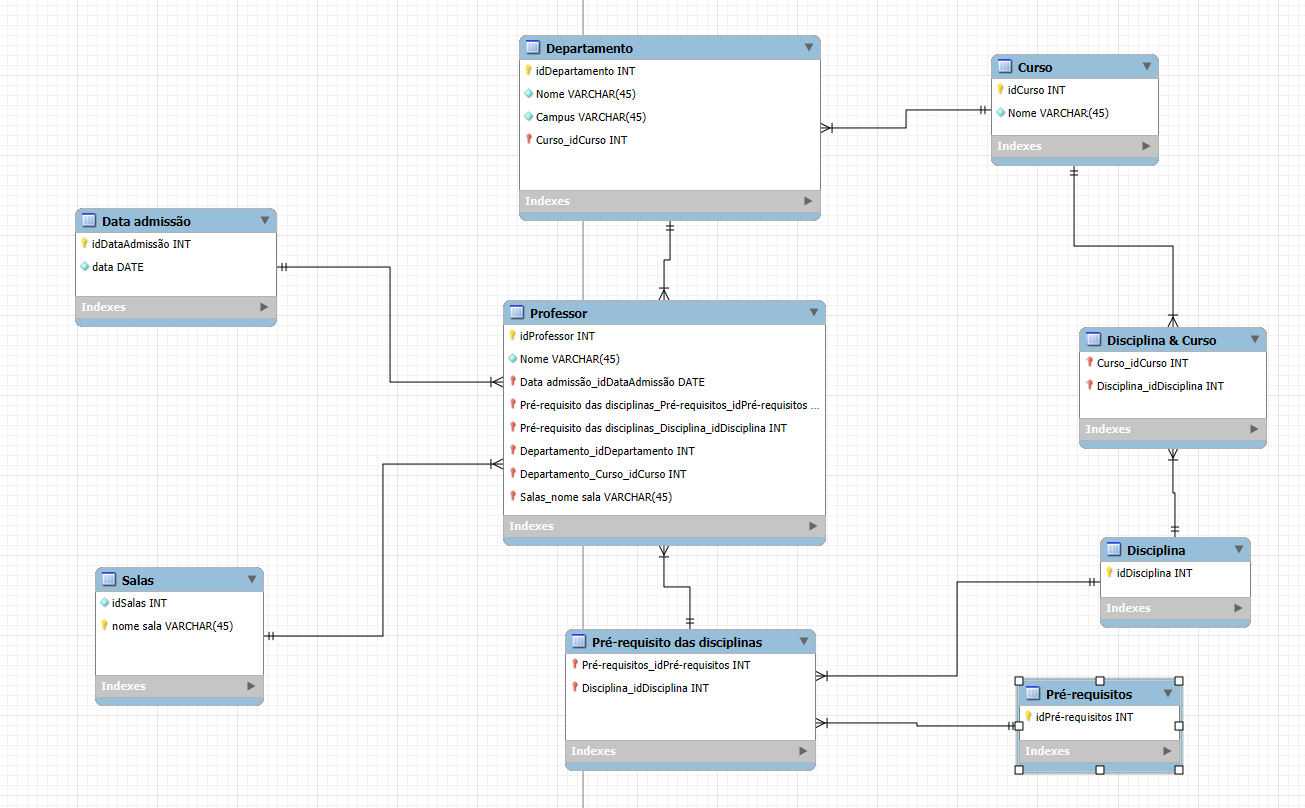 Departamento
idDepartamento INT
Nome VARCHAR(45)
Campus VARCHAR(45)
Curso_idCurso INT
Indexes
Curso
idCurso INT
Nome VARCHAR(45)
Indexes
Data admissão
idDataAdmissão INT
data DATE
Indexes
Professor
idProfessor INT
Nome VARCHAR(45)
Data admissão_idDataAdmissão DATE
Pré-requisito das disciplinas_Pré-requisitos_idPré-requisitos ...
Pré-requisito das disciplinas_Disciplina_idDisciplina INT
Departamento_idDepartamento INT
Departamento_Curso_idCurso INT
Salas_nome sala VARCHAR(45)
Indexes
Disciplina & Curso
Curso_idCurso INT
Disciplina_idDisciplina INT
Indexes
Salas
idSalas INT
nome sala VARCHAR(45)
Indexes
Disciplina
idDisciplina INT
Indexes
Pré-requisito das disciplinas
Pré-requisitos_idPré-requisitos INT
Disciplina_idDisciplina INT
Indexes
Pré-requisitos
idPré-requisitos INT
Indexes